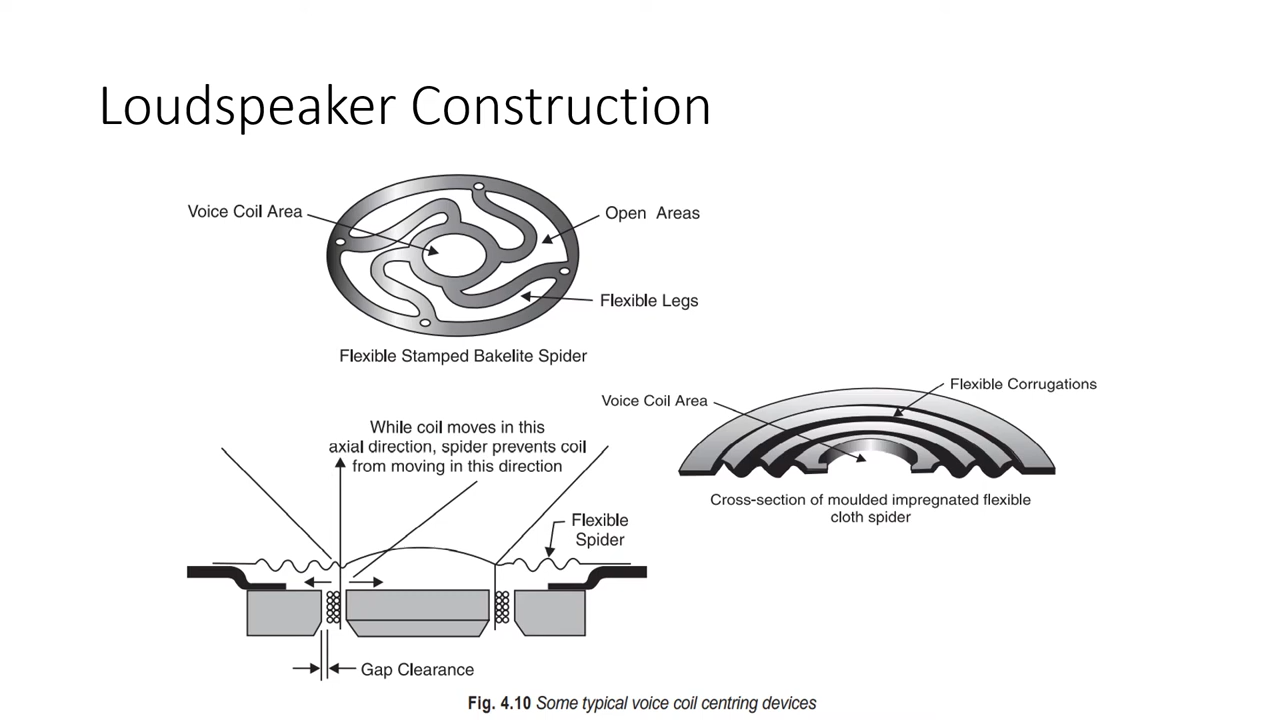 Loudspeaker Construction
Voice Coil Area
Open Areas
Flexible Legs
Flexible Stamped Bakelite Spider
Flexible Corrugations
Voice Coil Area
Cross-section of moulded impregnated flexible
cloth spider
While coil moves in this
axial direction, spider prevents coil
from moving in this direction
Flexible
Spider
Gap Clearance
Fig. 4.10 Some typical voice coil centring devices